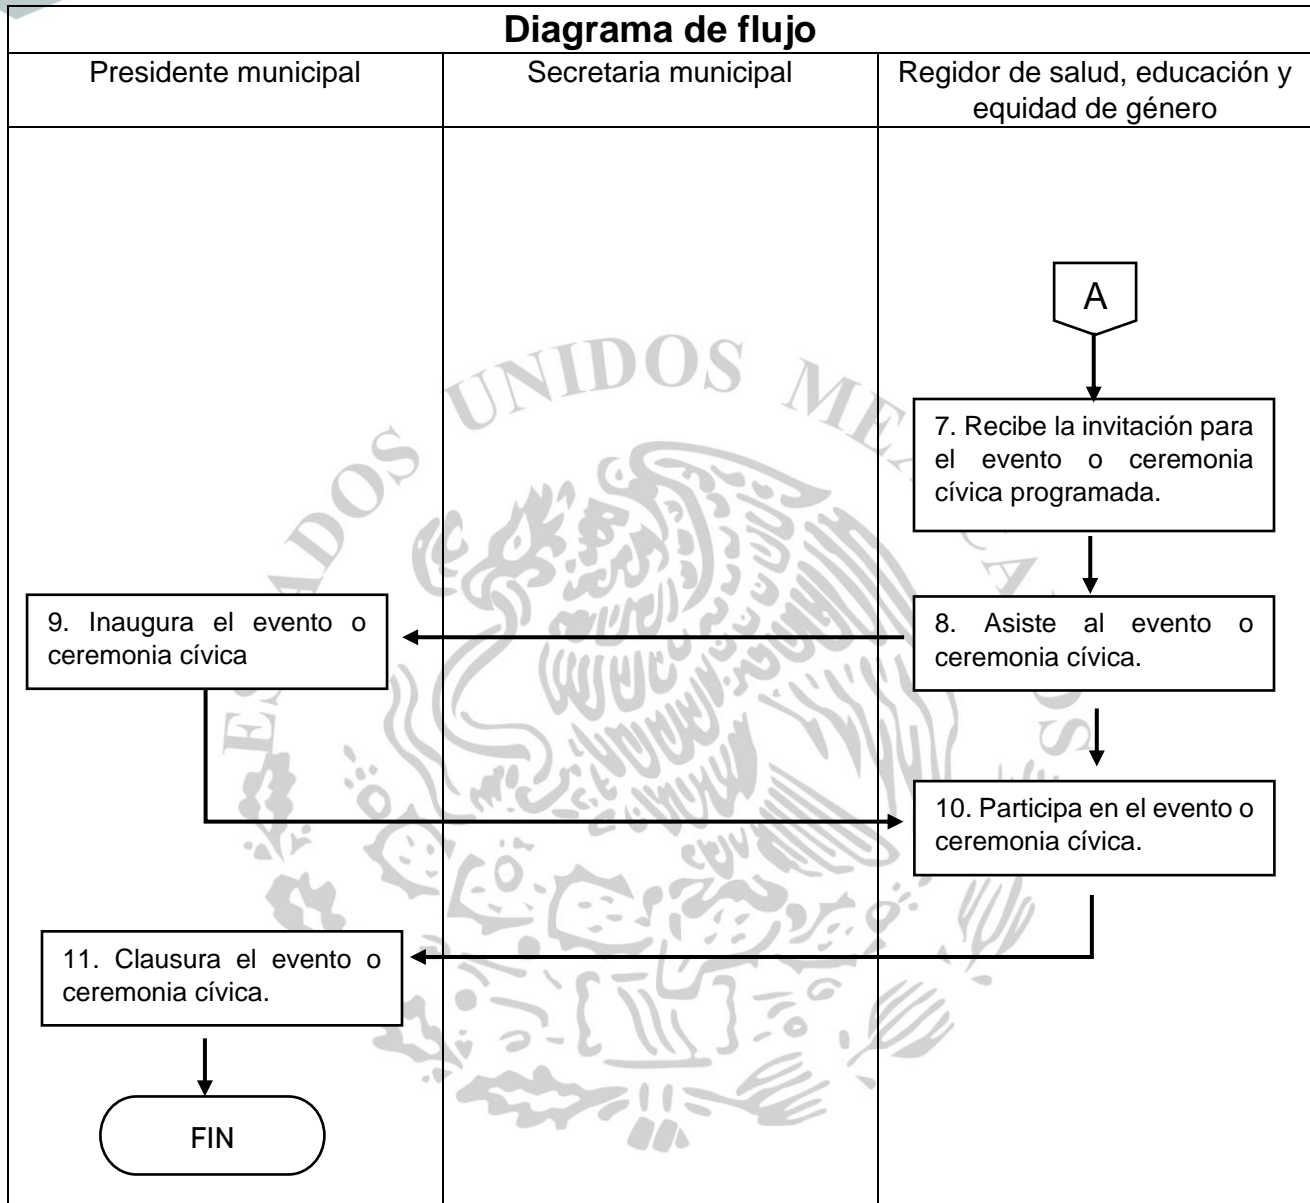 Diagrama de flujo
Presidente municipal
Secretaria municipal
Regidor de salud, educación y
equidad de género
A
UNIDOS
7. Recibe la invitación para
el evento o ceremonia
cívica programada.
9. Inaugura el evento o
ceremonia cívica
8. Asiste al evento o
ceremonia cívica.
10. Participa en el evento o
ceremonia cívica.
11. Clausura el evento o
ceremonia cívica.
FIN